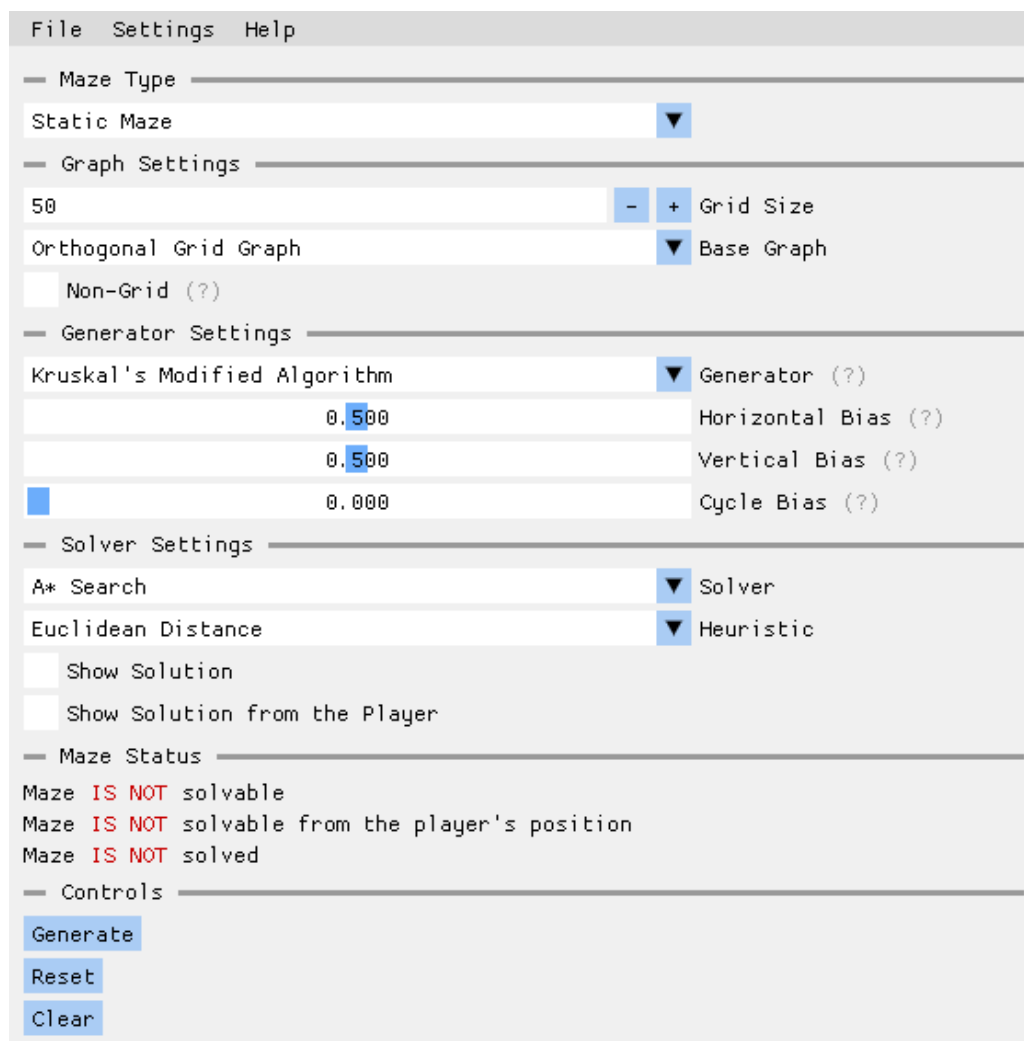 File Settings Help
Maze Type
Static Maze
Graph Settings
50 - + Grid Size
Orthogonal Grid Graph Base Graph
Non-Grid (?)
Generator Settings
Kruskal's Modified Algorithm Generator (?)
0.500 Horizontal Bias (?)
0.500 Vertical Bias (?)
0.000 Cycle Bias (?)
Solver Settings
A* Search Solver
Euclidean Distance Heuristic
Show Solution
Show Solution from the Player
Maze Status
Maze IS NOT solvable
Maze IS NOT solvable from the player's position
Maze IS NOT solved
Controls
Generate
Reset
Clear